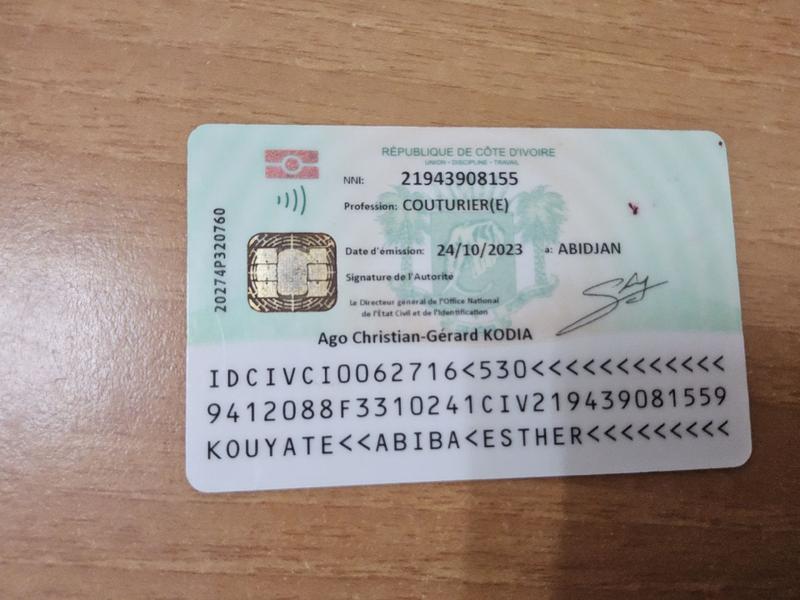 RÉPUBLIQUE DE CÔTE D'IVOIRE
UNION - DISCIPLINE - TRAVAIL
NNI: 21943908155
Profession: COUTURIER(E)
20274P320760
Date d'émission: 24/10/2023 a: ABIDJAN
Signature de l'Autorité
Le Directeur général de l'Office National
de l'État Civil et de l'Identification
Ago Christian-Gérard KODIA
IDCIVCI0062716<530<<<<<<<<<<<<
9412088F3310241CIV219439081559
KOUYATE<<ABIBA<ESTHER<<<<<<<<<